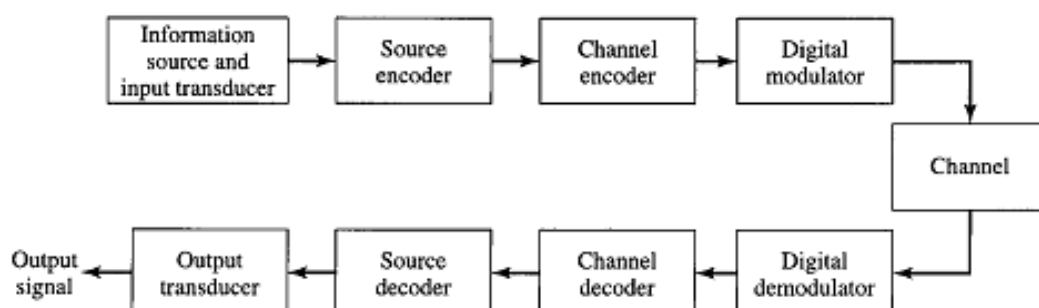 Information
source and
input transducer
Source
encoder
Channel
encoder
Digital
modulator
Channel
Output
signal
Output
transducer
Source
decoder
Channel
decoder
Digital
demodulator